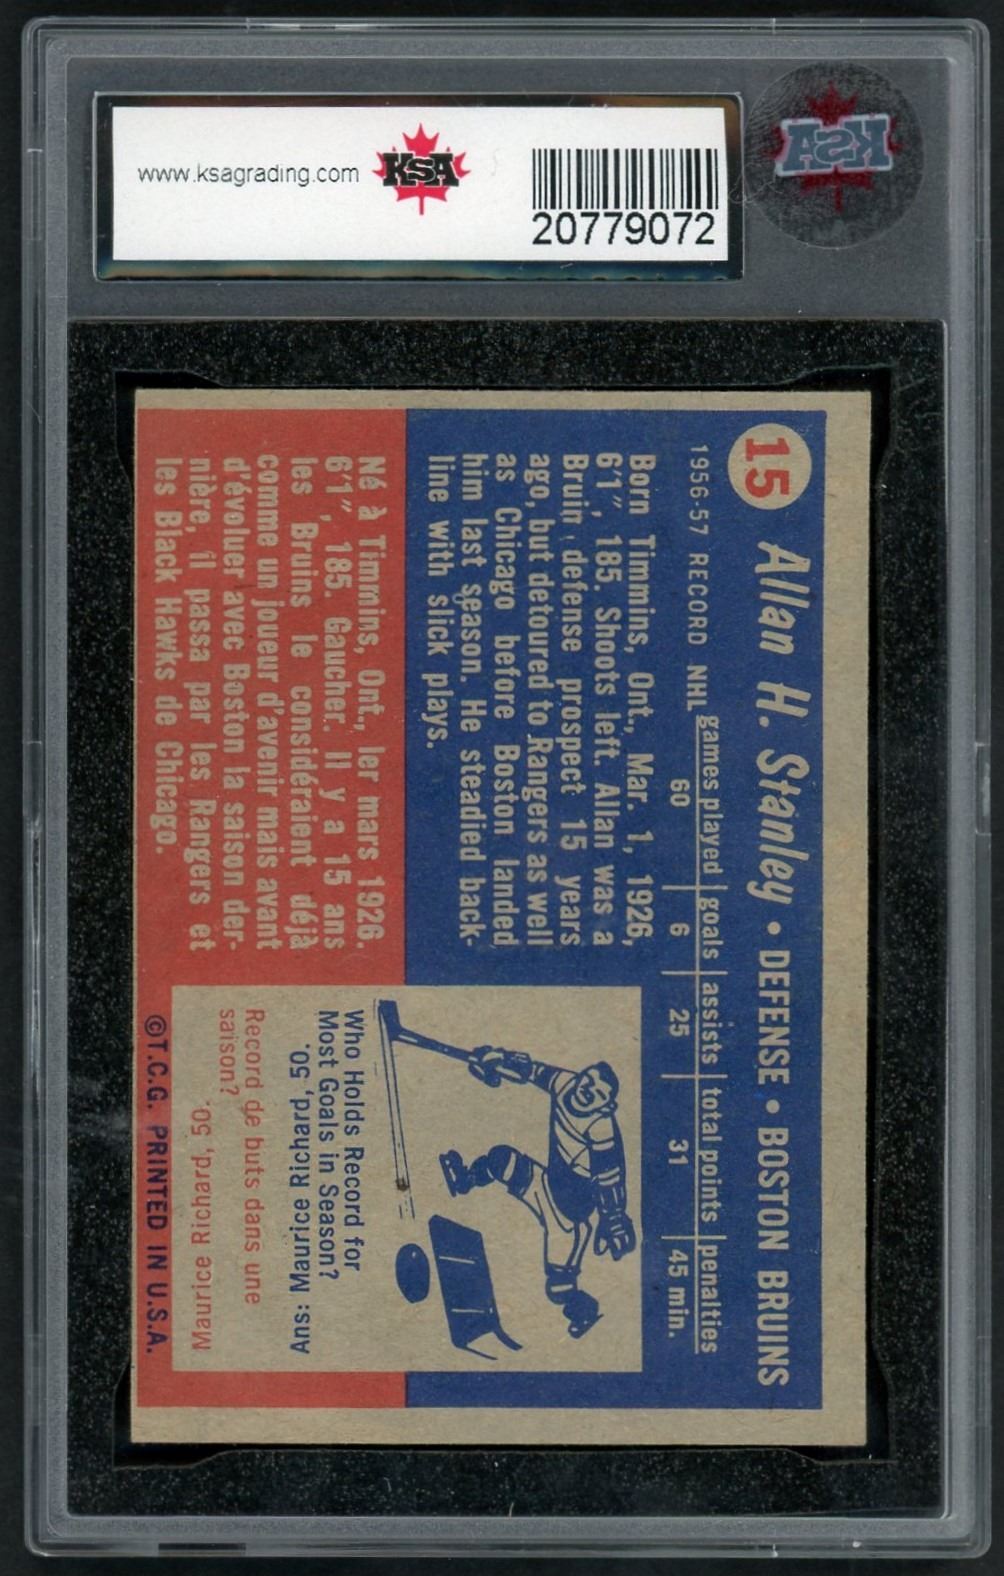 www.ksagrading.com
KSA
20779072
KSA
15
Allan H. Stanley • DEFENSE • BOSTON BRUINS
1956-57 RECORD NHL
games played goals assists total points penalties
60 6 25 31 45 min.
Born Timmins, Ont., Mar. 1, 1926,
6'1", 185. Shoots left. Allan was a
Bruin defense prospect 15 years
ago, but detoured to Rangers as well
as Chicago before Boston landed
him last season. He steadied back-
line with slick plays.
Né à Timmins, Ont., ler mars 1926.
6'1", 185. Gaucher. Il y a 15 ans
les Bruins le considéraient déjà
comme un joueur d'avenir mais avant
d'évoluer avec Boston la saison der-
nière, il passa par les Rangers et
les Black Hawks de Chicago.
Who Holds Record for
Most Goals in Season?
Ans: Maurice Richard, 50.
Record de buts dans une
saision?
Maurice Richard, 50.
©T.C.G. PRINTED IN U.S.A.